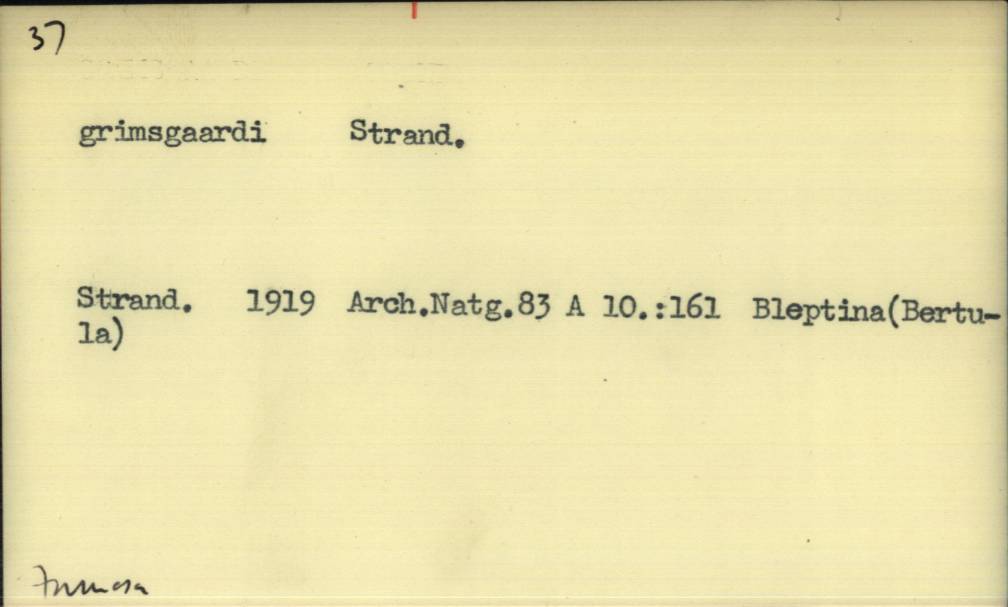 37
grimsgaardi Strand.
Strand. 1919 Arch.Natg.83 A 10.:161 Bleptina(Bertu-
la)
Formosa